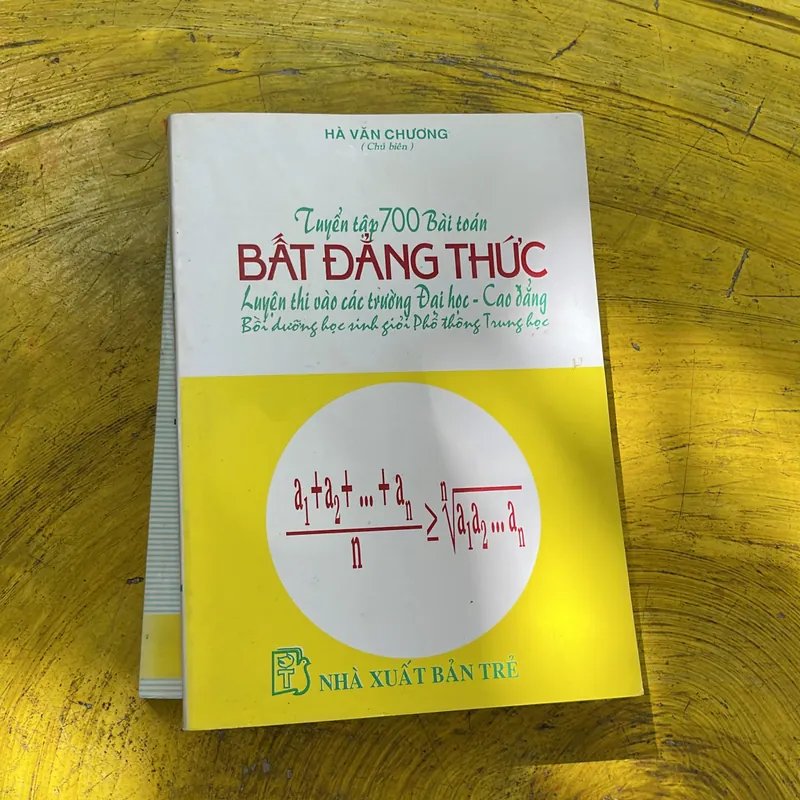 HÀ VĂN CHƯƠNG
(Chủ biên)
Tuyển tập 700 Bài toán
BẤT ĐẲNG THỨC
Luyện thi vào các trường Đại học - Cao đẳng
Bồi dưỡng học sinh giỏi Phổ thông Trung học
a₁+a₂+...+aₙ
n
≥ ⁿ√a₁a₂...aₙ
NHÀ XUẤT BẢN TRẺ